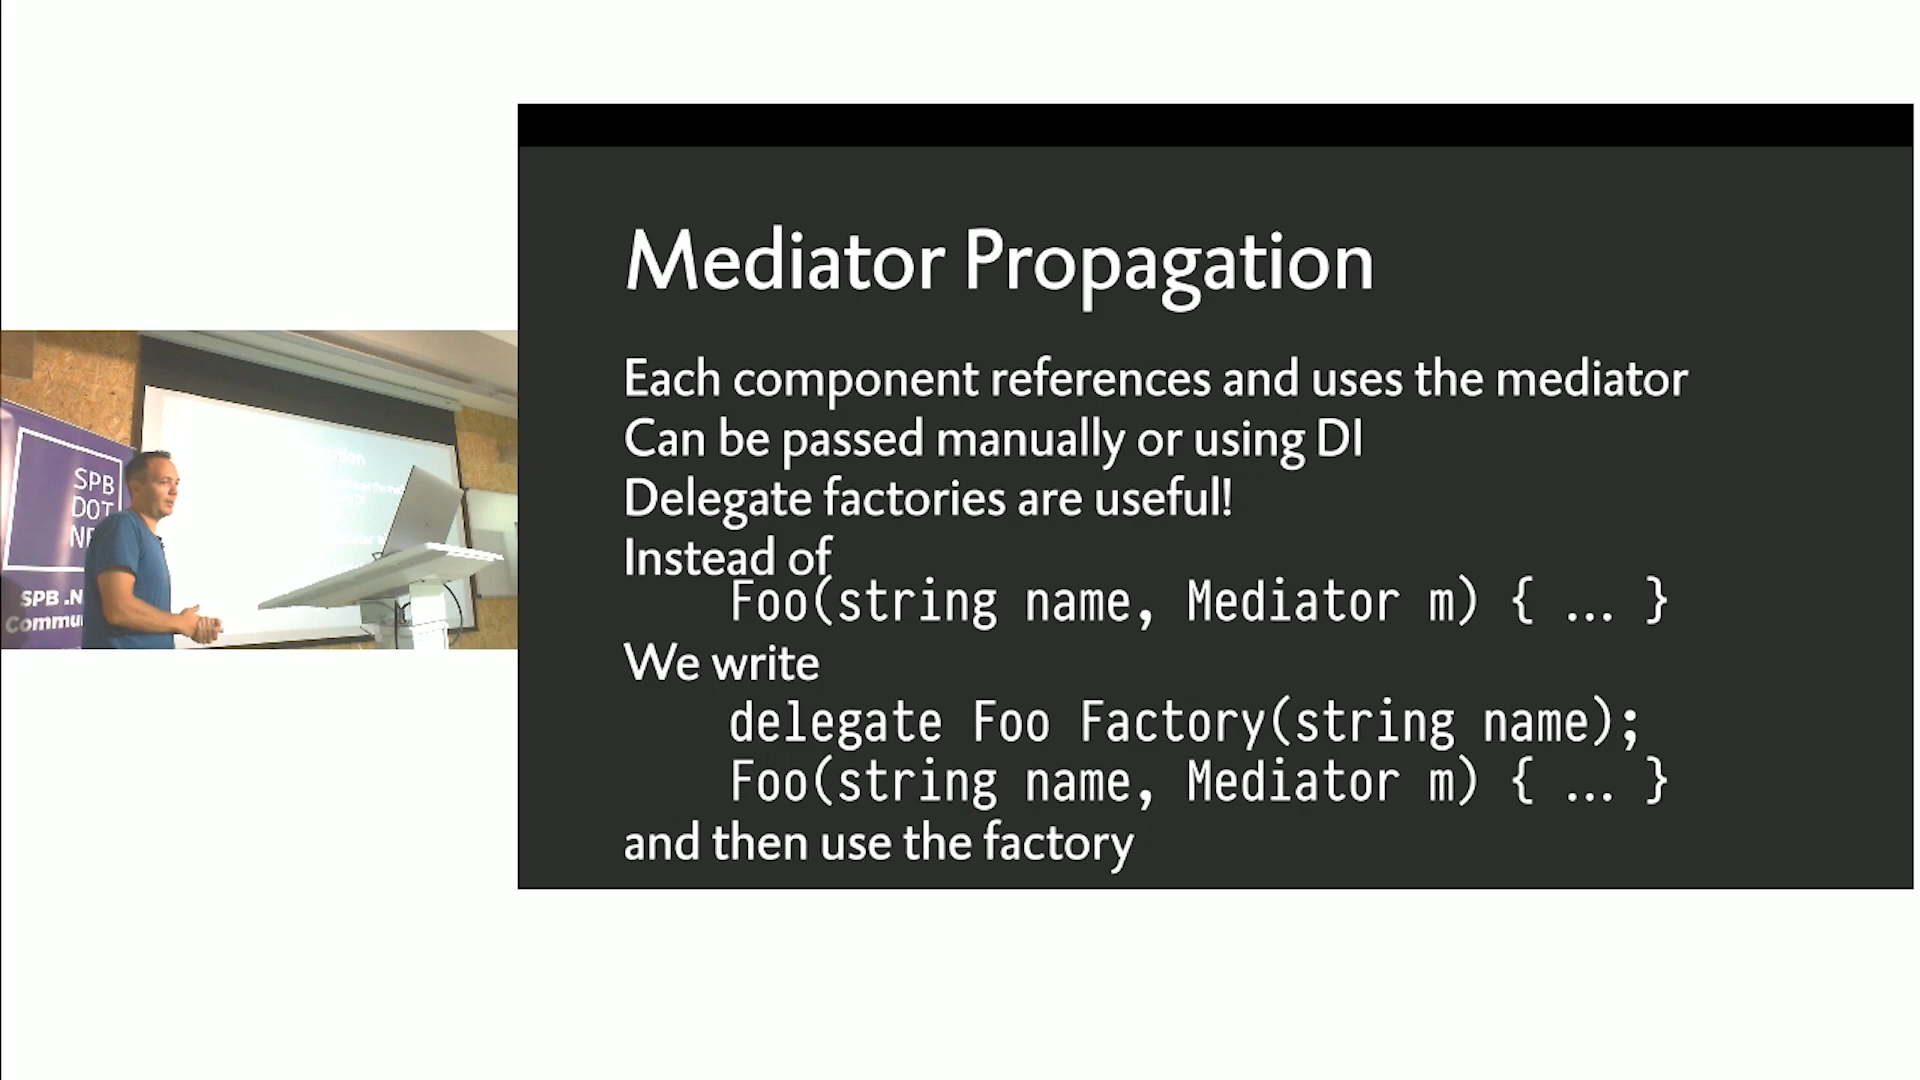 Mediator Propagation
Each component references and uses the mediator
Can be passed manually or using DI
Delegate factories are useful!
Instead of
Foo(string name, Mediator m) { ... }
We write
delegate Foo Factory(string name);
Foo(string name, Mediator m) { ... }
and then use the factory
SPB
DOT
SPB